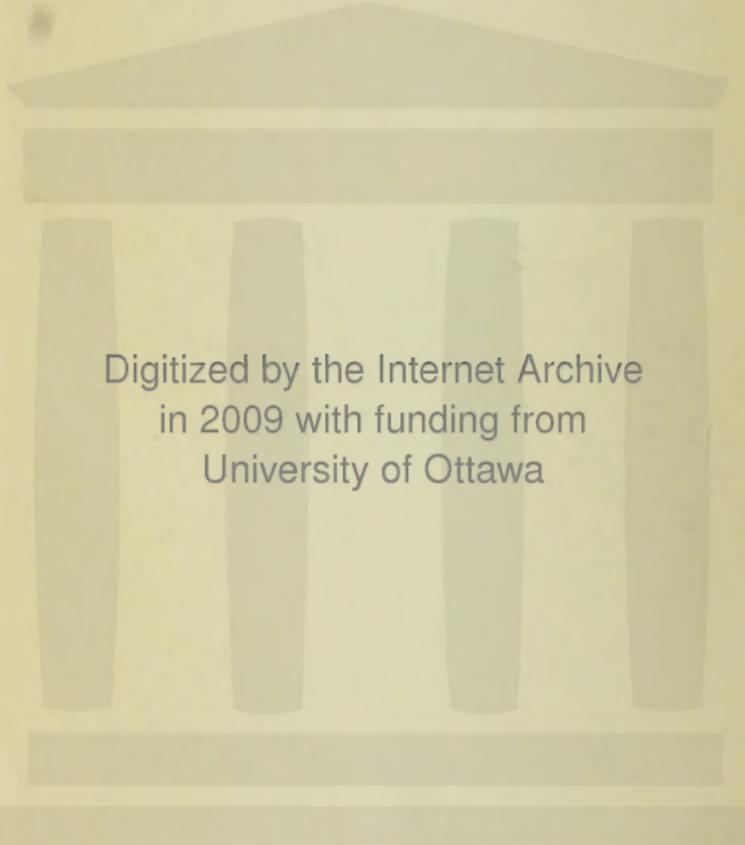 Digitized by the Internet Archive
in 2009 with funding from
University of Ottawa